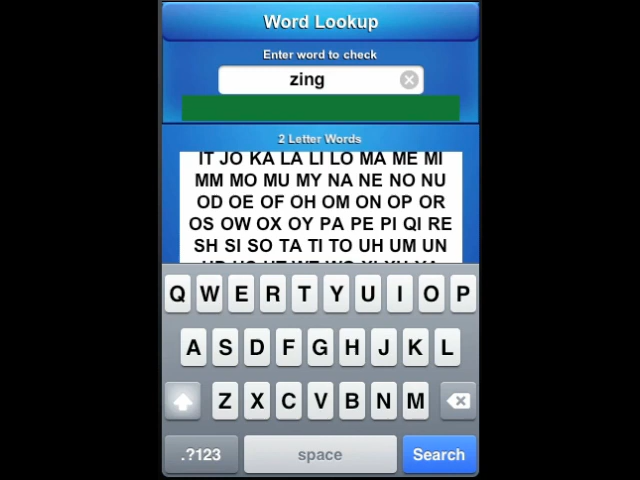 Word Lookup
Enter word to check
zing
2 Letter Words
IT JO KA LA LI LO MA ME MI
MM MO MU MY NA NE NO NU
OD OE OF OH OM ON OP OR
OS OW OX OY PA PE PI QI RE
SH SI SO TA TI TO UH UM UN
Q W E R T Y U I O P
A S D F G H J K L
Z X C V B N M
.?123 space Search